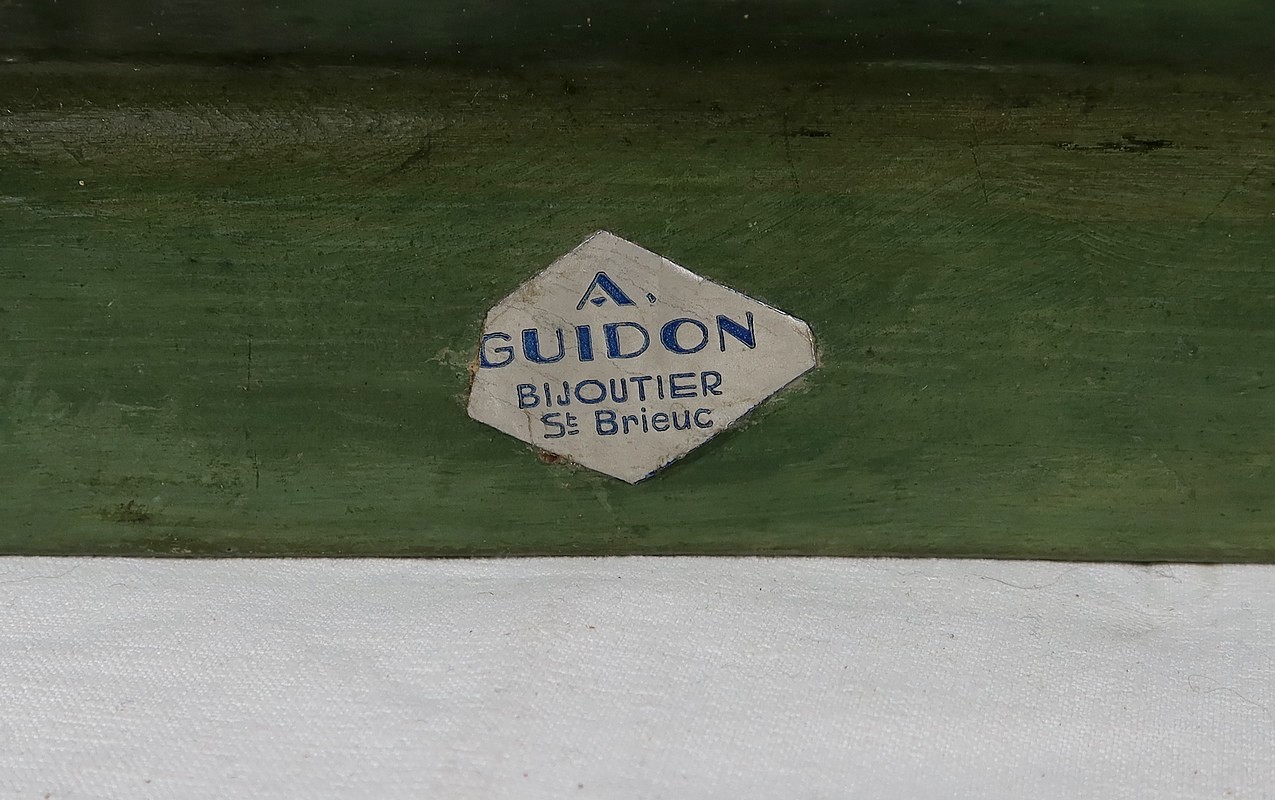 A.
GUIDON
BIJOUTIER
St Brieuc